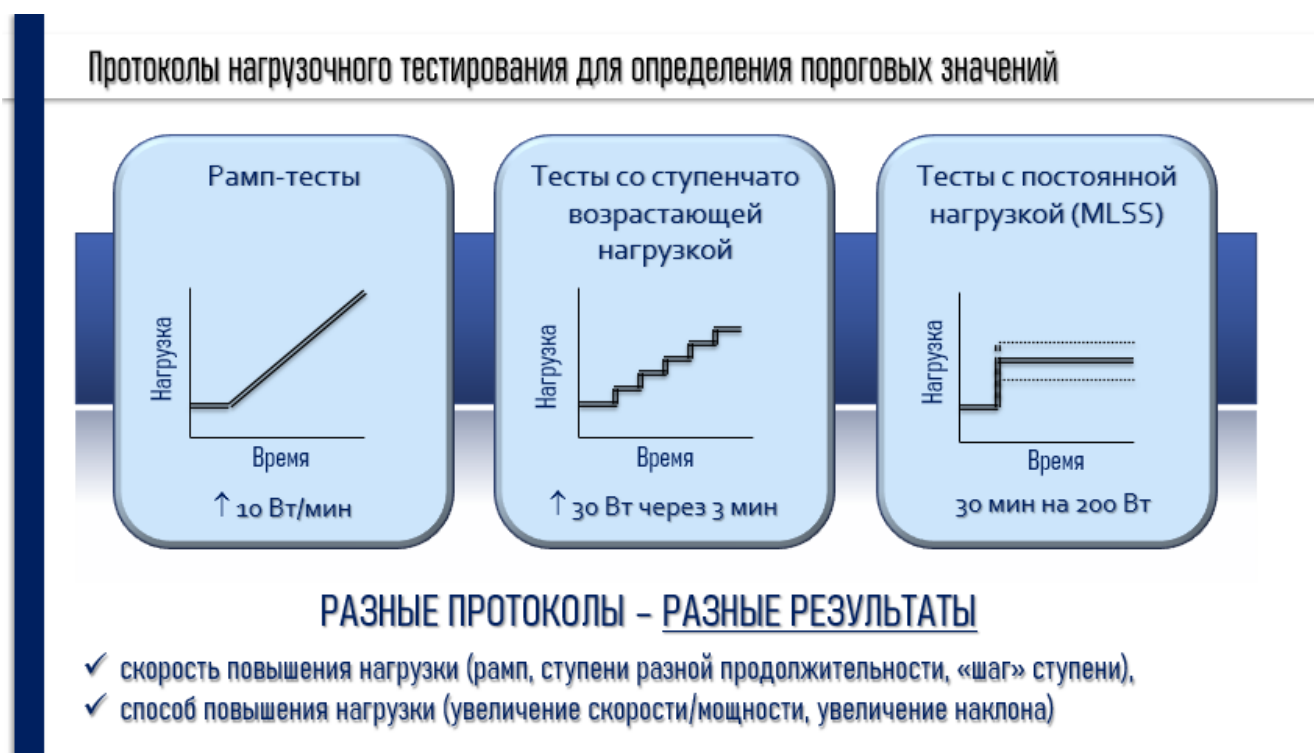 Протоколы нагрузочного тестирования для определения пороговых значений
Рамп-тесты
Нагрузка
Время
↑ 10 Вт/мин
Тесты со ступенчато
возрастающей
нагрузкой
Нагрузка
Время
↑ 30 Вт через 3 мин
Тесты с постоянной
нагрузкой (MLSS)
Нагрузка
Время
30 мин на 200 Вт
РАЗНЫЕ ПРОТОКОЛЫ – РАЗНЫЕ РЕЗУЛЬТАТЫ
✓ скорость повышения нагрузки (рамп, ступени разной продолжительности, «шаг» ступени),
✓ способ повышения нагрузки (увеличение скорости/мощности, увеличение наклона)